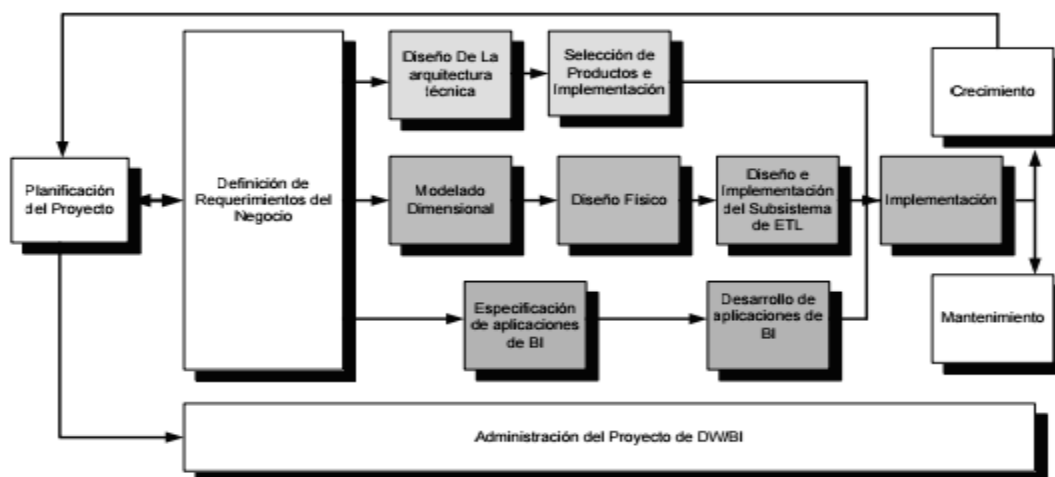 Diseño De La
arquitectura
técnica
Selección de
Productos e
Implementación
Crecimiento
Planificación
del Proyecto
Definición de
Requerimientos del
Negocio
Modelado
Dimensional
Diseño Físico
Diseño e
Implementación
del Subsistema
de ETL
Implementación
Especificación
de aplicaciones
de BI
Desarrollo de
aplicaciones de
BI
Mantenimiento
Administración del Proyecto de DW/BI